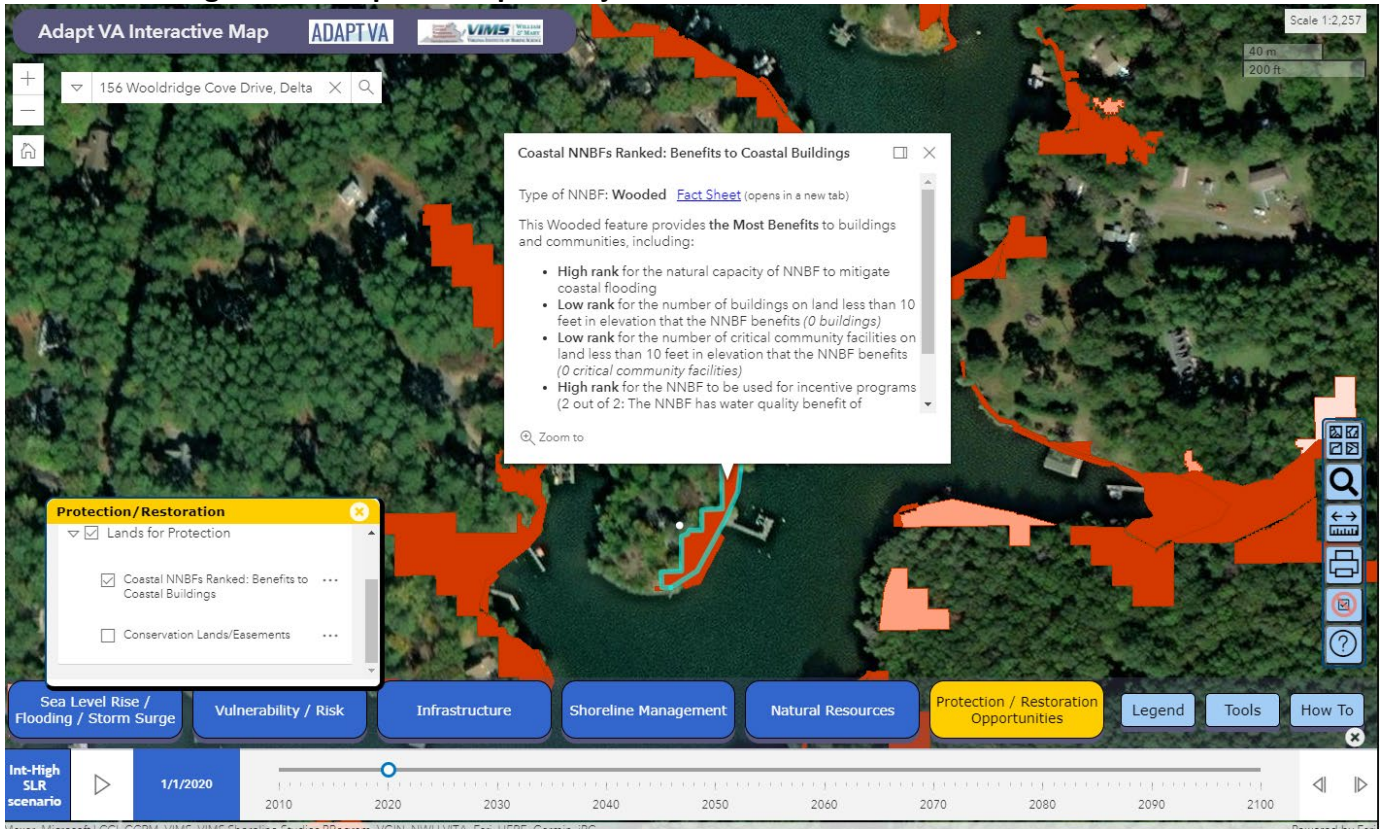 Adapt VA Interactive Map
ADAPTVA
VIMS
WILLIAM
& MARY
Scale 1:2,257
40 m
200 ft
+
156 Wooldridge Cove Drive, Delta
–
Coastal NNBFs Ranked: Benefits to Coastal Buildings
Type of NNBF: Wooded Fact Sheet (opens in a new tab)
This Wooded feature provides the Most Benefits to buildings
and communities, including:
• High rank for the natural capacity of NNBF to mitigate
coastal flooding
• Low rank for the number of buildings on land less than 10
feet in elevation that the NNBF benefits (0 buildings)
• Low rank for the number of critical community facilities on
land less than 10 feet in elevation that the NNBF benefits
(0 critical community facilities)
• High rank for the NNBF to be used for incentive programs
(2 out of 2: The NNBF has water quality benefit of
Zoom to
Protection/Restoration
Lands for Protection
Coastal NNBFs Ranked: Benefits to
Coastal Buildings
Conservation Lands/Easements
Sea Level Rise /
Flooding / Storm Surge
Vulnerability / Risk
Infrastructure
Shoreline Management
Natural Resources
Protection / Restoration
Opportunities
Legend
Tools
How To
Int-High
SLR
scenario
1/1/2020
2010 2020 2030 2040 2050 2060 2070 2080 2090 2100